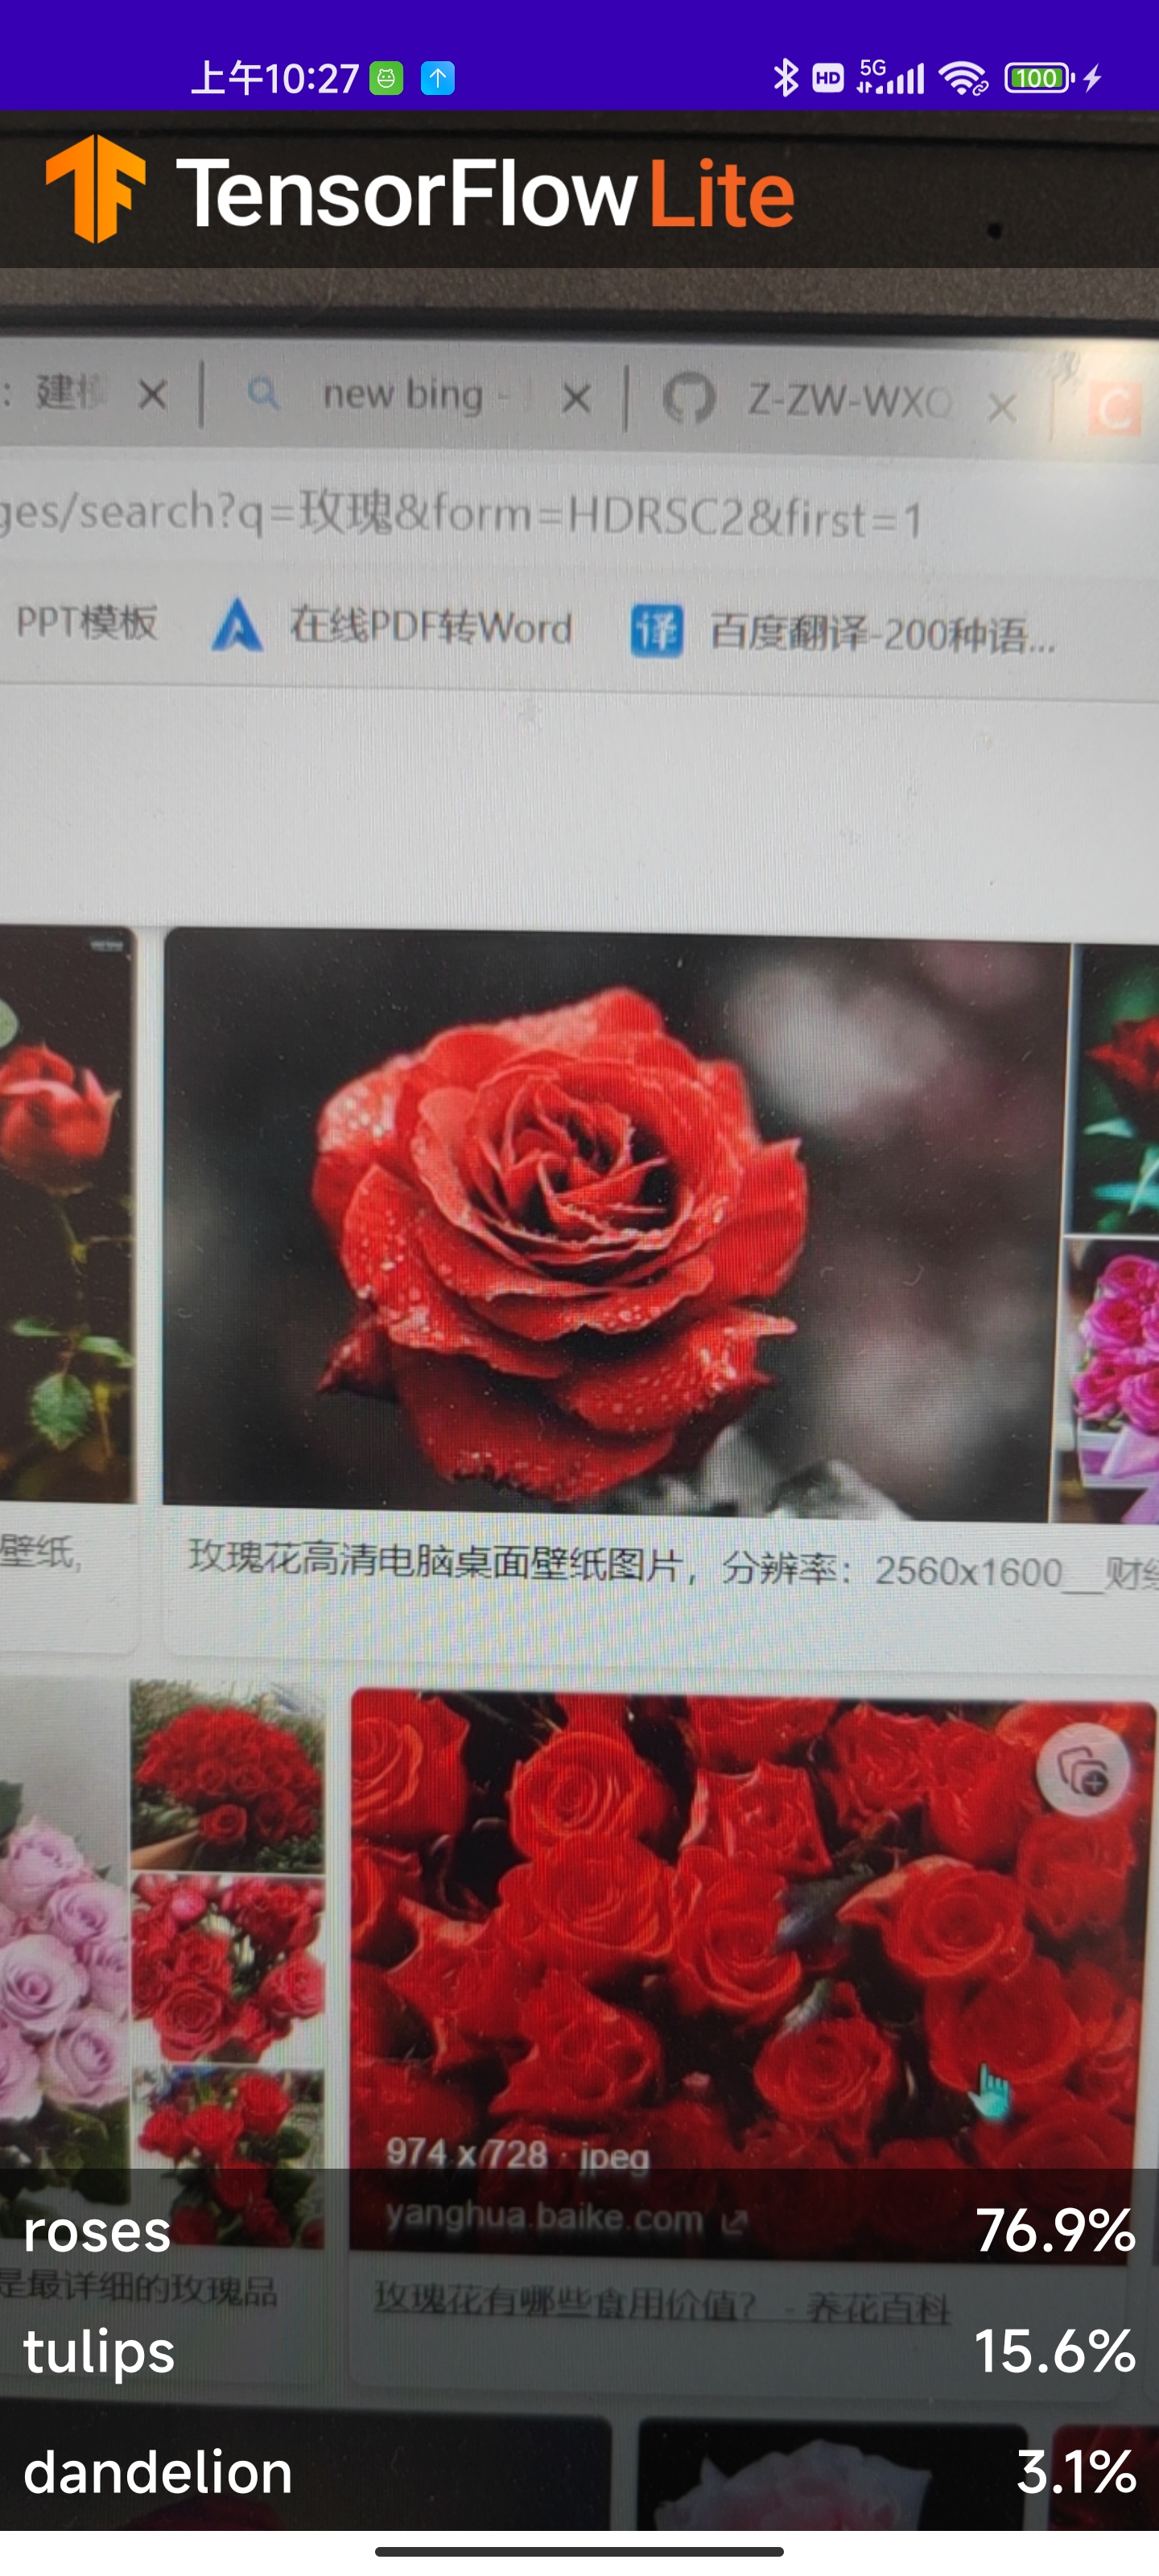 上午10:27
HD 5G 100
TensorFlow Lite
: 建模 new bing - Z-ZW-WXQ C
ges/search?q=玫瑰&form=HDRSC2&first=1
PPT模板 在线PDF转Word 译 百度翻译-200种语...
壁纸,
玫瑰花高清电脑桌面壁纸图片，分辨率：2560x1600__财经
974 x 728 · jpeg
yanghua.baike.com
roses 76.9%
是最详细的玫瑰品
玫瑰花有哪些食用价值？ - 养花百科
tulips 15.6%
dandelion 3.1%